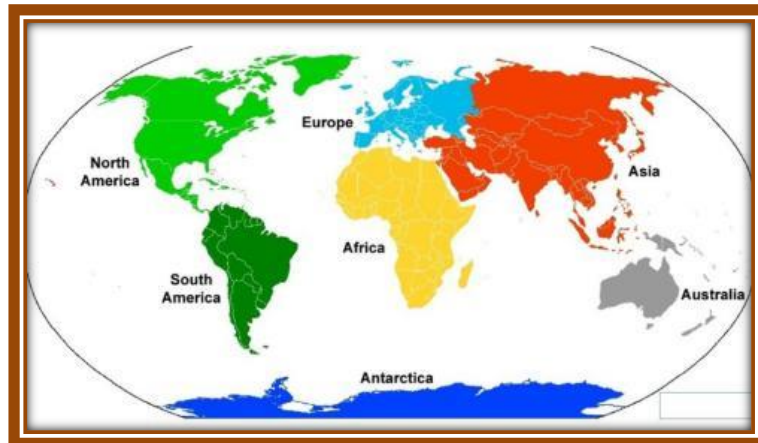 Europe
North
America
Asia
Africa
South
America
Australia
Antarctica